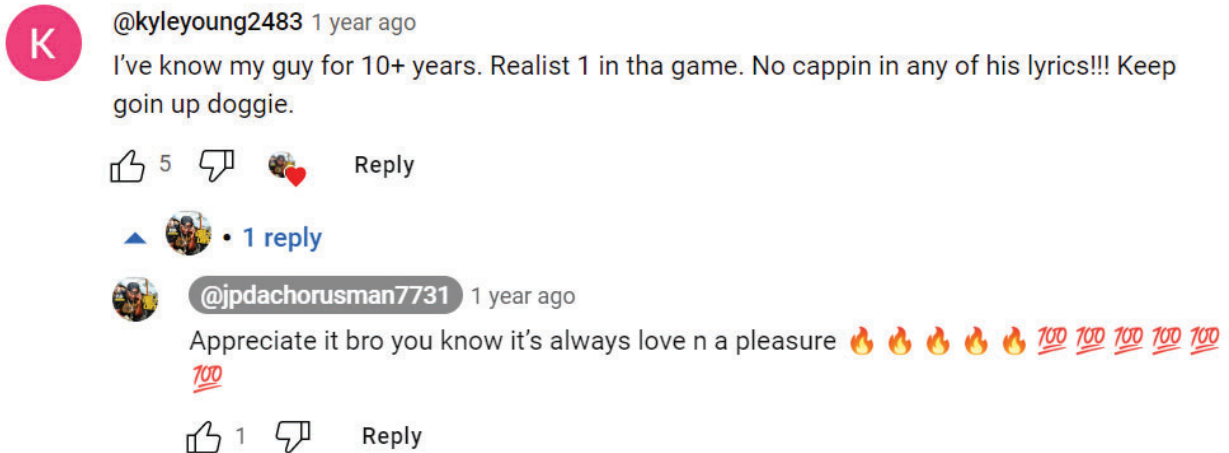 K
@kyleyoung2483 1 year ago
I’ve know my guy for 10+ years. Realist 1 in tha game. No cappin in any of his lyrics!!! Keep
goin up doggie.
5 Reply
• 1 reply
@jpdachorusman7731 1 year ago
Appreciate it bro you know it’s always love n a pleasure 🔥 🔥 🔥 🔥 🔥 💯 💯 💯 💯 💯
💯
1 Reply